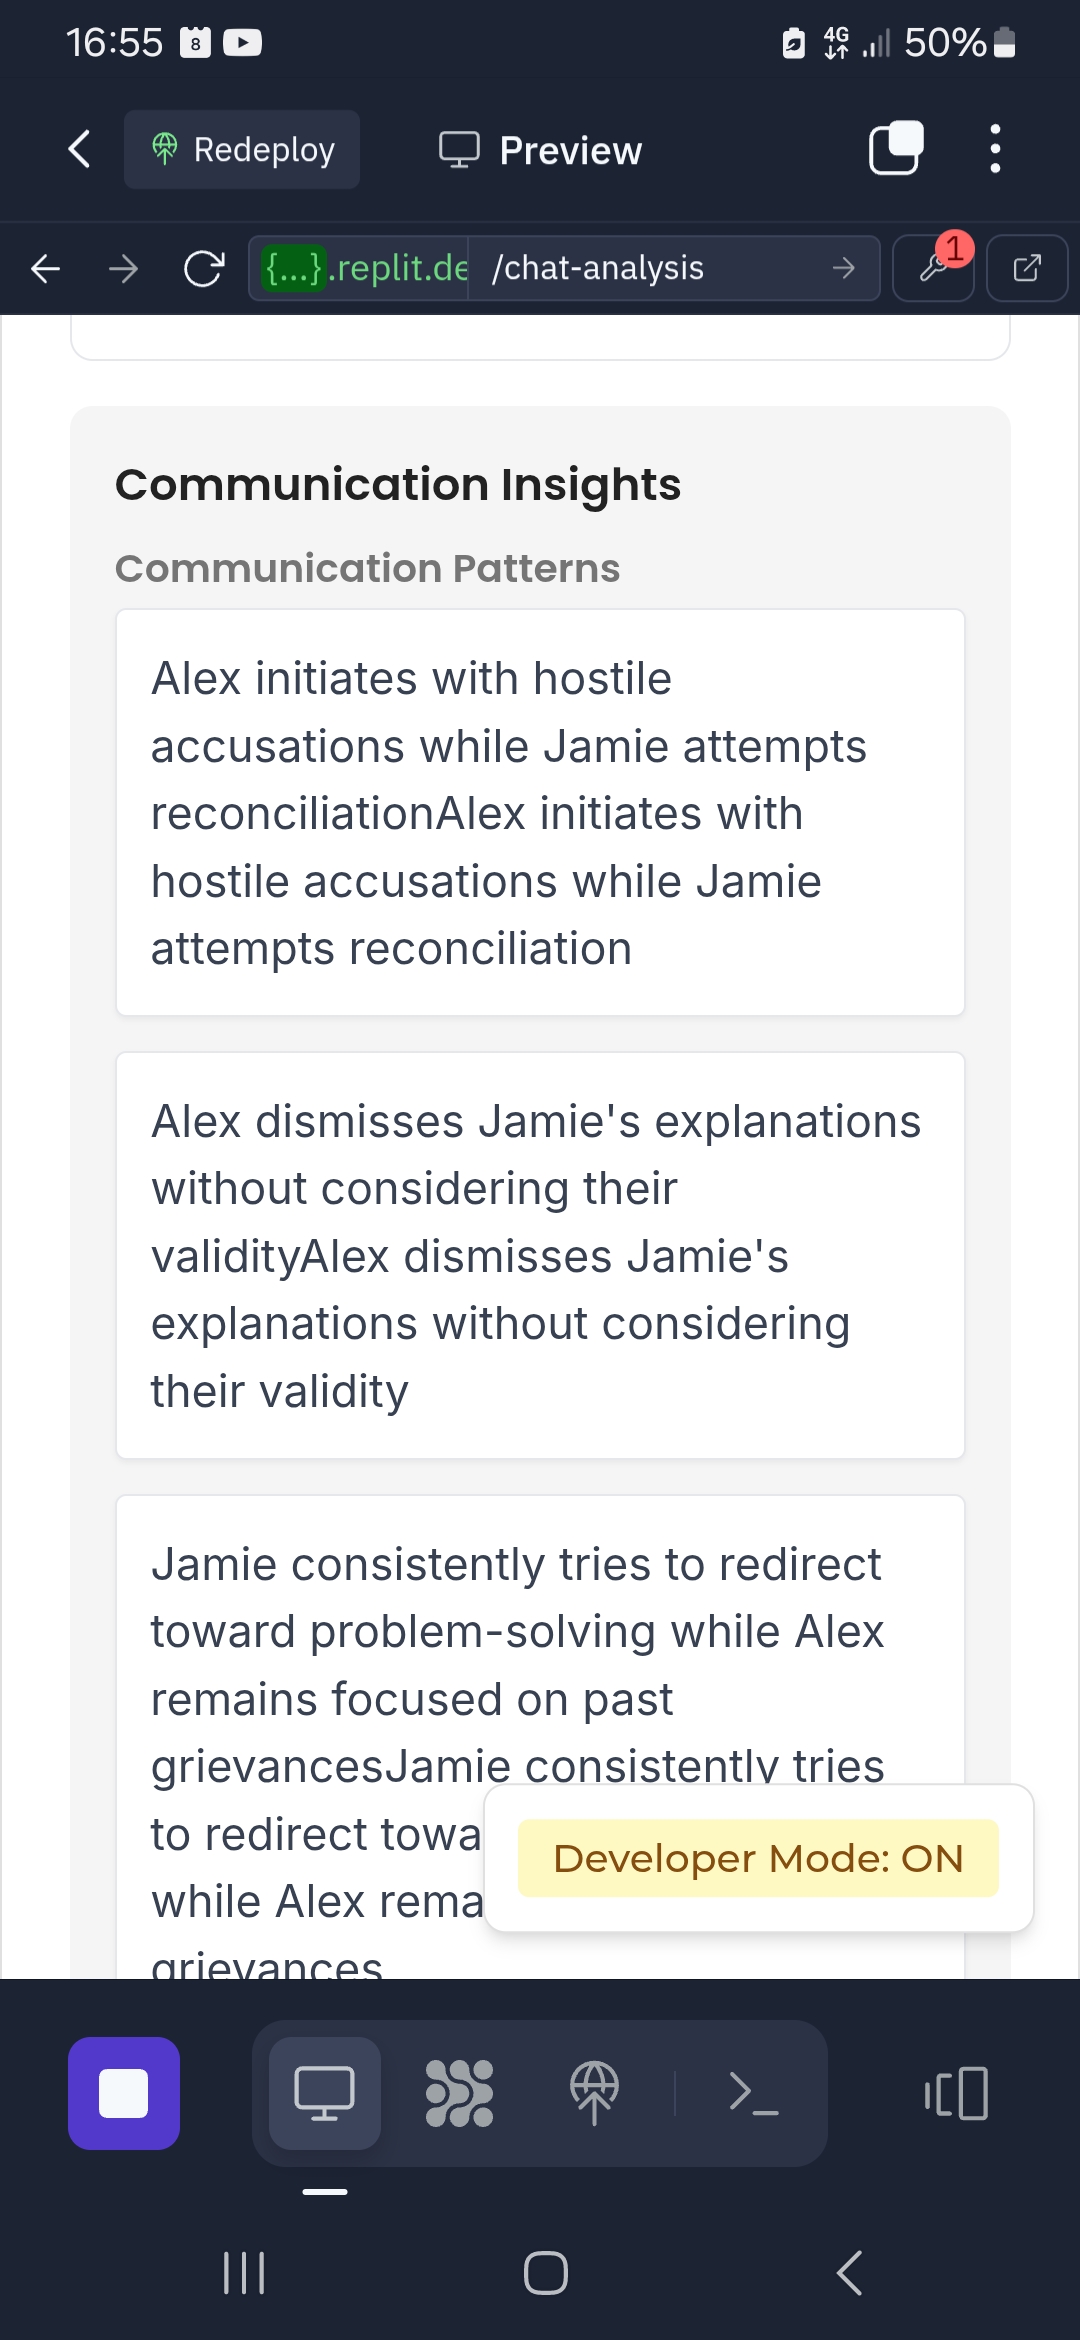 16:55 8 4G 50%
Redeploy Preview
{...}.replit.de /chat-analysis 1
Communication Insights
Communication Patterns
Alex initiates with hostile
accusations while Jamie attempts
reconciliationAlex initiates with
hostile accusations while Jamie
attempts reconciliation
Alex dismisses Jamie's explanations
without considering their
validityAlex dismisses Jamie's
explanations without considering
their validity
Jamie consistently tries to redirect
toward problem-solving while Alex
remains focused on past
grievancesJamie consistently tries
to redirect towa
while Alex rema
grievances
Developer Mode: ON